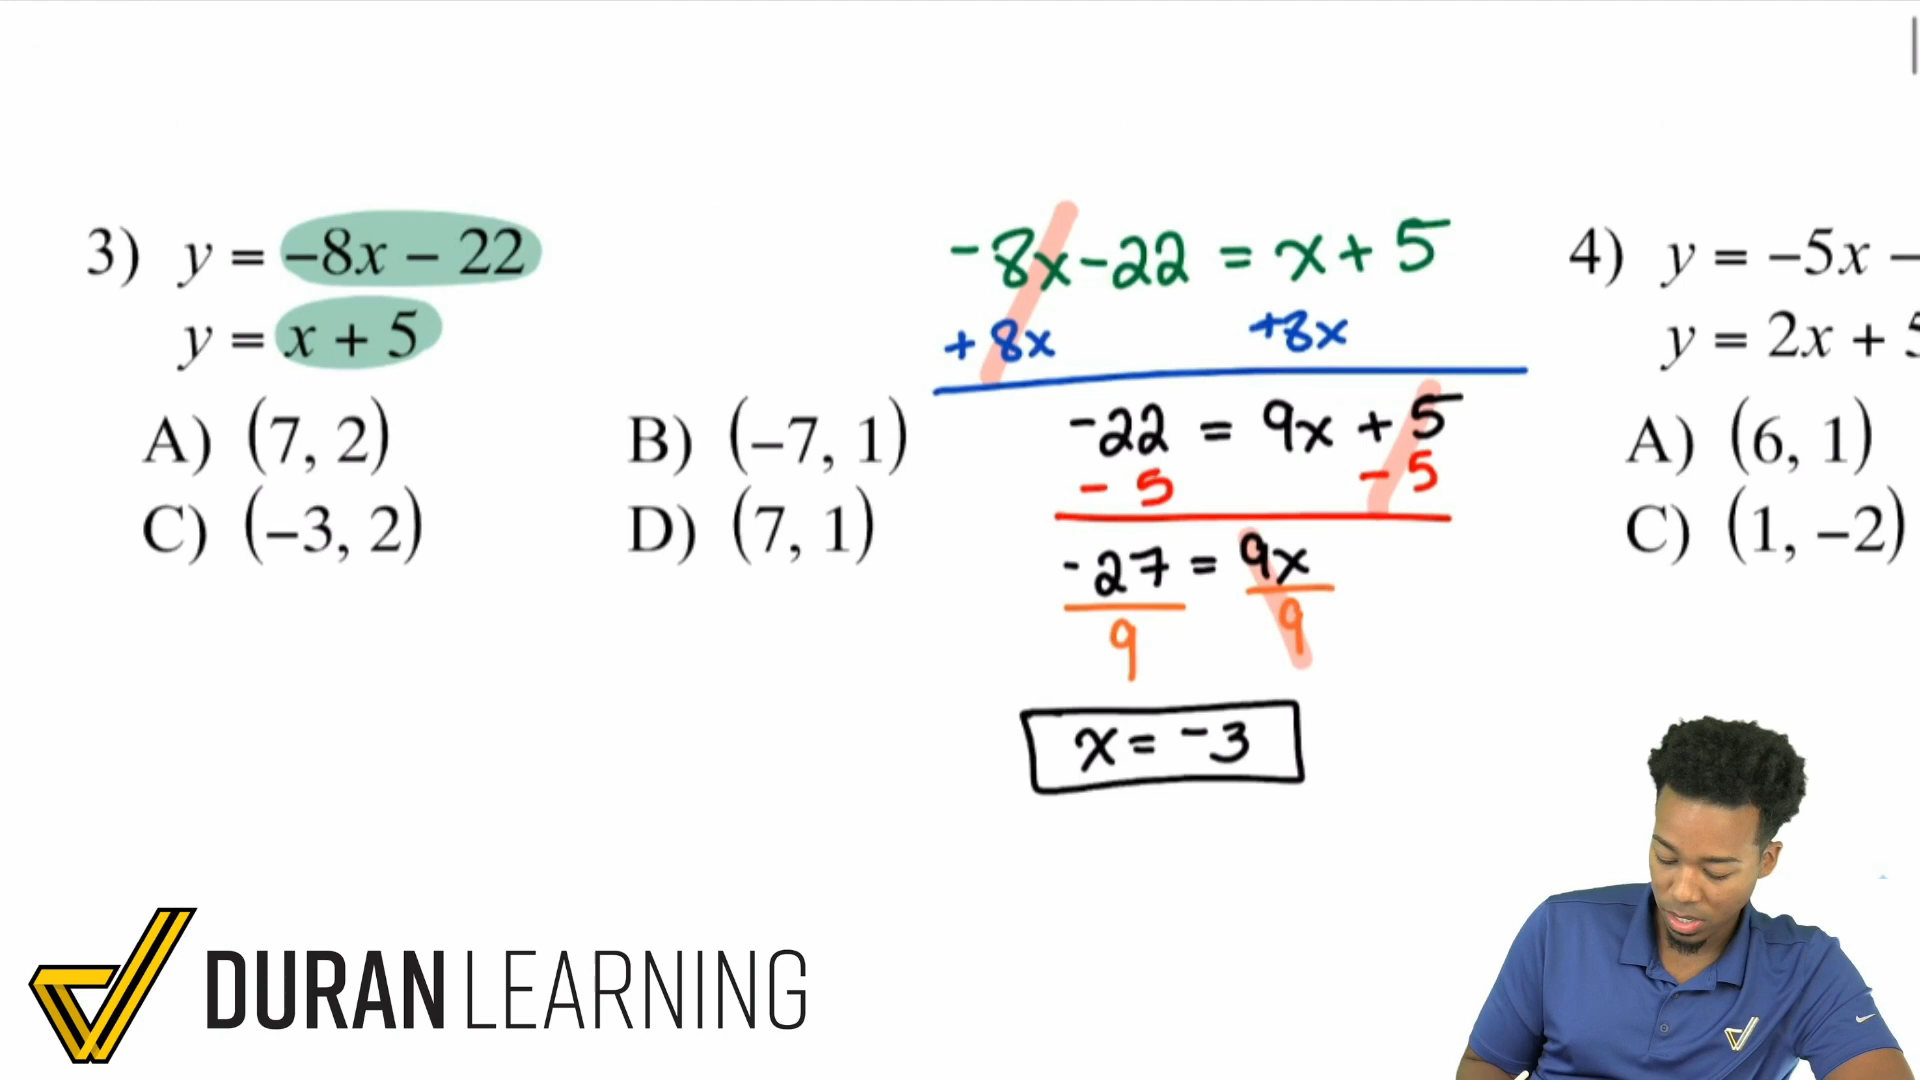 3) y = −8x − 22
y = x + 5
A) (7, 2)
B) (−7, 1)
C) (−3, 2)
D) (7, 1)
-8x-22 = x+5
+8x +8x
-22 = 9x+5
-5 -5
-27 = 9x
9 9
x = -3
4) y = −5x −
y = 2x +
A) (6, 1)
C) (1, −2)
DURAN LEARNING